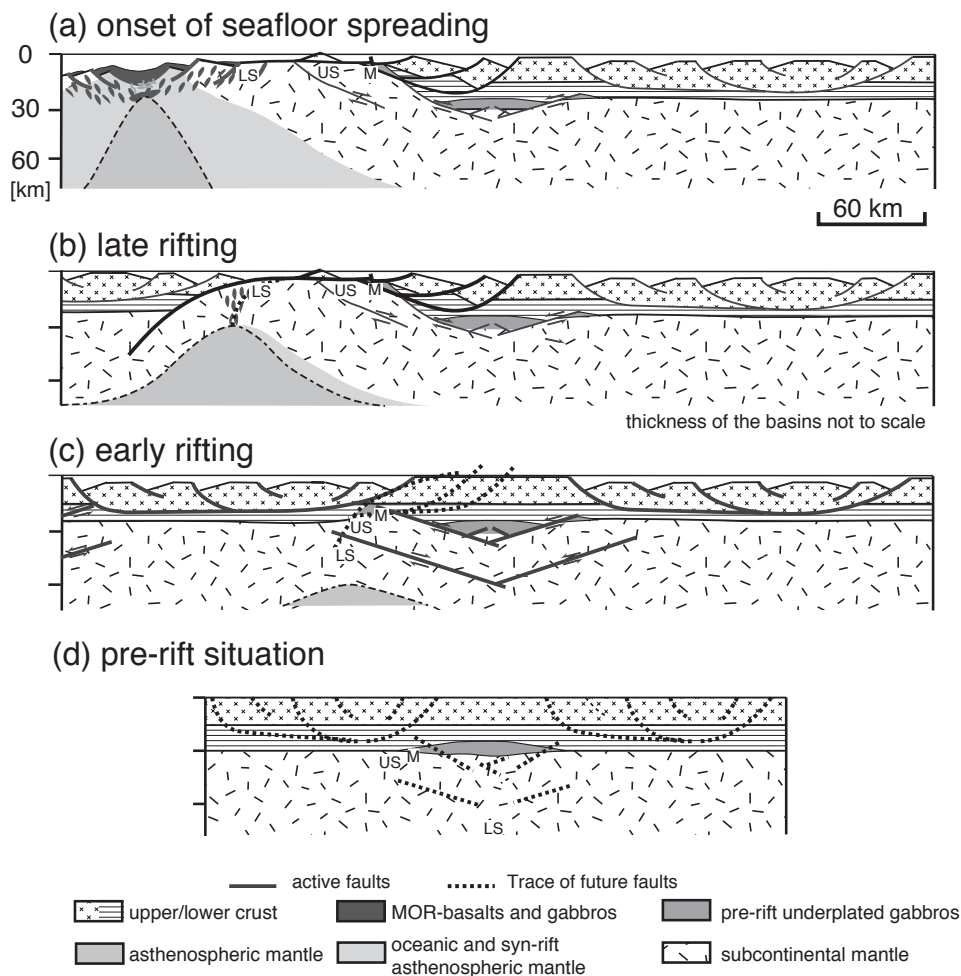 (a) onset of seafloor spreading
0
30
60
[km]
LS
US
M
60 km
(b) late rifting
LS
US
M
thickness of the basins not to scale
(c) early rifting
M
US
LS
(d) pre-rift situation
US M
LS
active faults
Trace of future faults
upper/lower crust
MOR-basalts and gabbros
pre-rift underplated gabbros
asthenospheric mantle
oceanic and syn-rift
asthenospheric mantle
subcontinental mantle